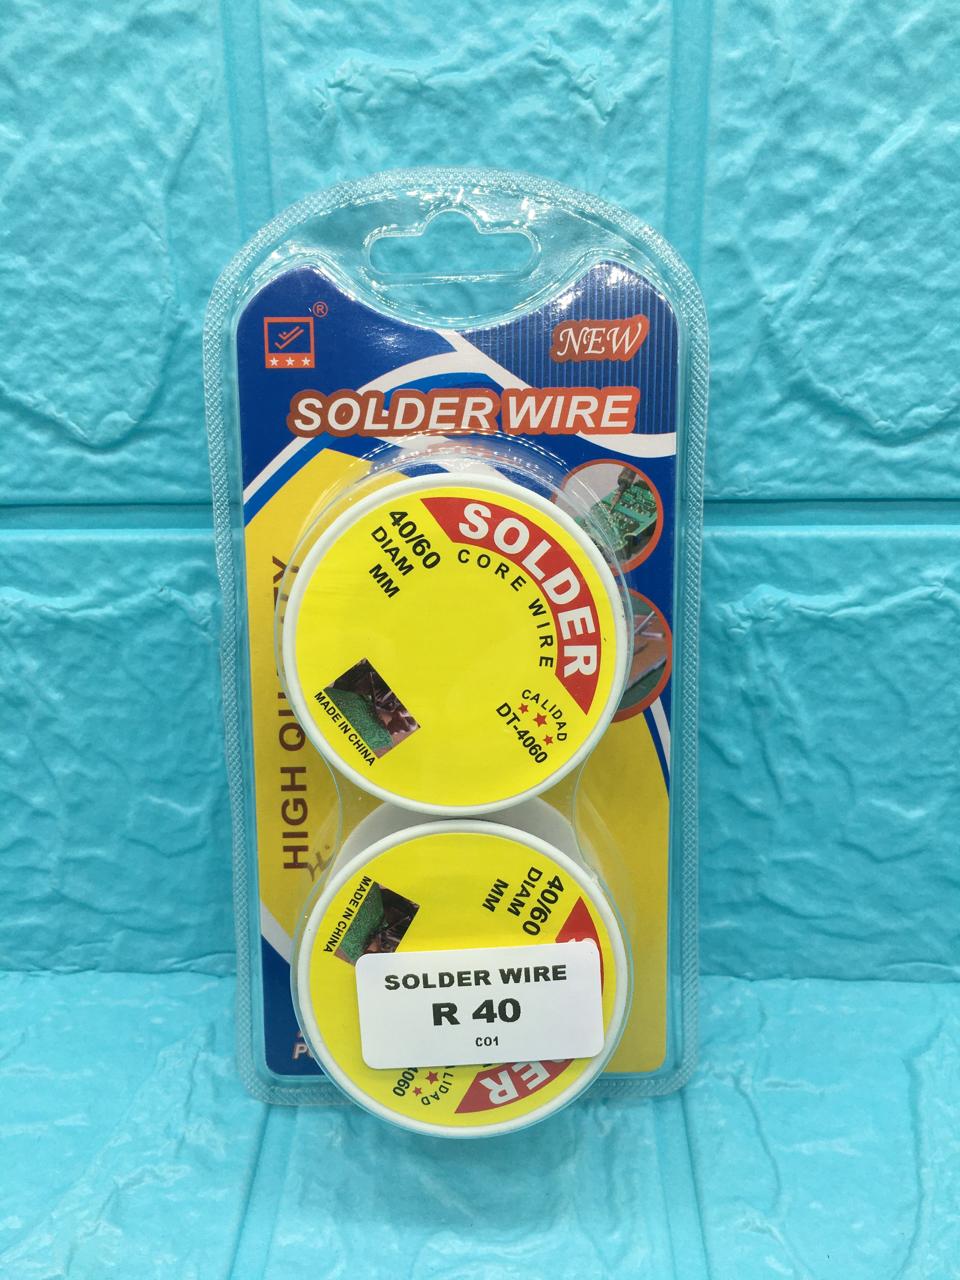 ®
NEW
SOLDER WIRE
HIGH
SOLDER
CORE WIRE
40/60
DIAM
MM
MADE IN CHINA
CALIDAD
DT-4060
40/60
DIAM
MM
MADE IN CHINA
SOLDER WIRE
R 40
C01